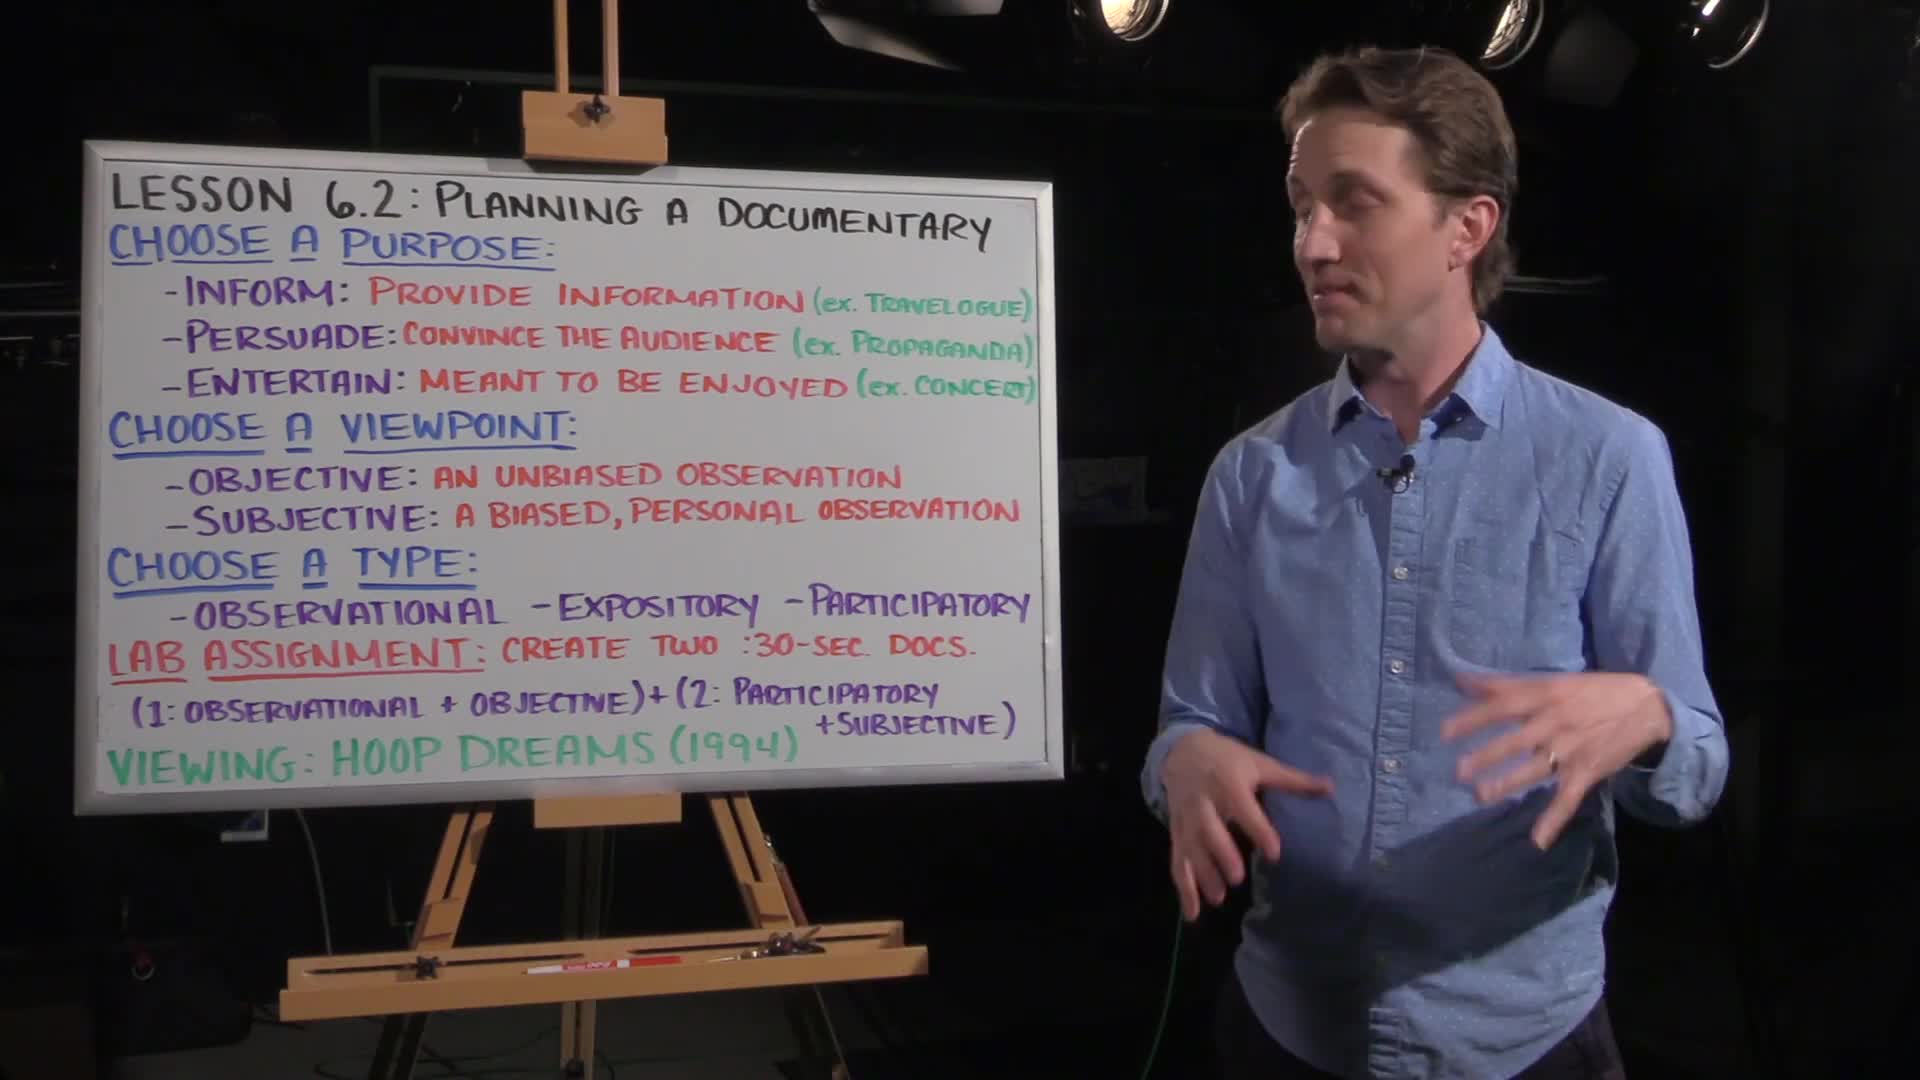 LESSON 6.2: PLANNING A DOCUMENTARY
CHOOSE A PURPOSE:
-INFORM: PROVIDE INFORMATION (ex. TRAVELOGUE)
-PERSUADE: CONVINCE THE AUDIENCE (ex. PROPAGANDA)
-ENTERTAIN: MEANT TO BE ENJOYED (ex. CONCERT)
CHOOSE A VIEWPOINT:
-OBJECTIVE: AN UNBIASED OBSERVATION
-SUBJECTIVE: A BIASED, PERSONAL OBSERVATION
CHOOSE A TYPE:
-OBSERVATIONAL -EXPOSITORY -PARTICIPATORY
LAB ASSIGNMENT: CREATE TWO :30-SEC. DOCS.
(1: OBSERVATIONAL + OBJECTIVE) + (2: PARTICIPATORY
+SUBJECTIVE)
VIEWING: HOOP DREAMS (1994)